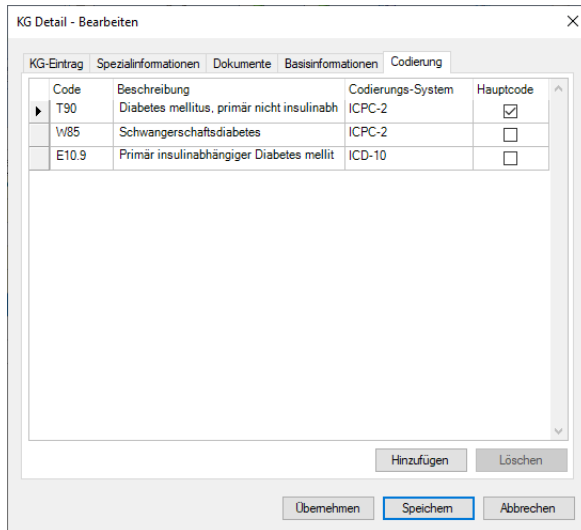 KG Detail - Bearbeiten
KG-Eintrag Spezialinformationen Dokumente Basisinformationen Codierung
Code Beschreibung Codierungs-System Hauptcode
T90 Diabetes mellitus, primär nicht insulinabh ICPC-2
W85 Schwangerschaftsdiabetes ICPC-2
E10.9 Primär insulinabhängiger Diabetes mellit ICD-10
Hinzufügen Löschen
Übernehmen Speichern Abbrechen